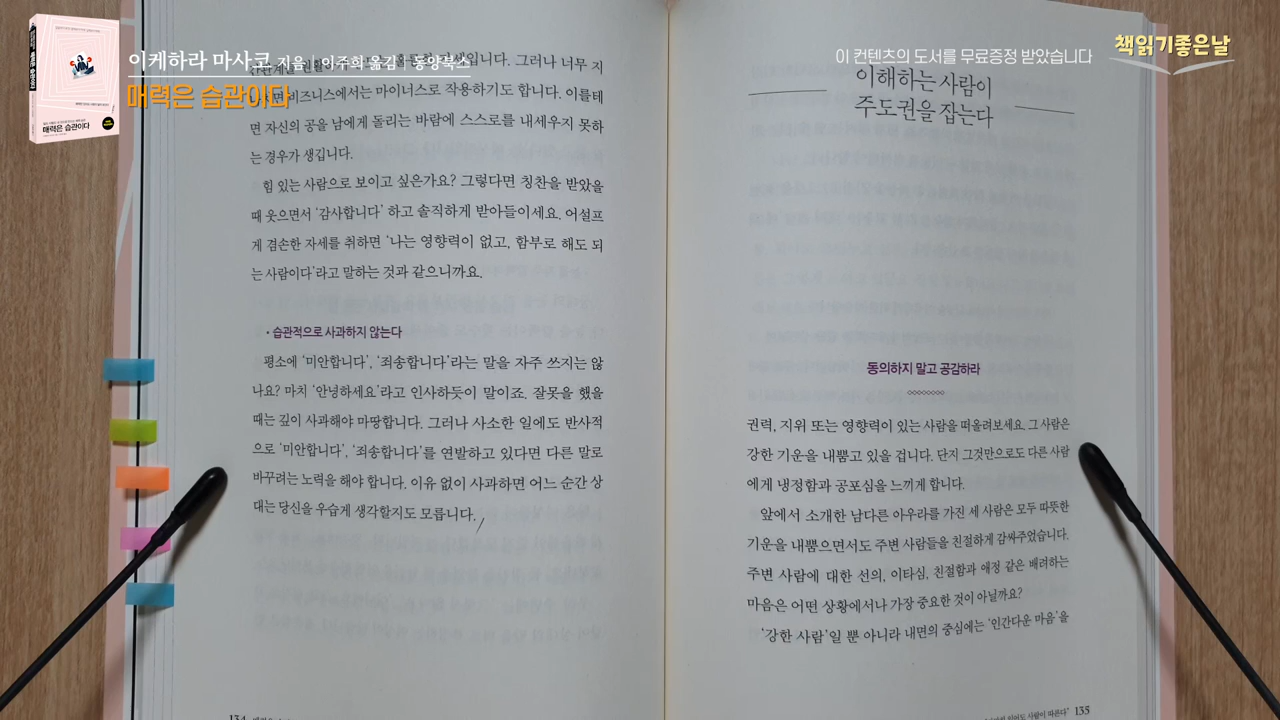 이케하라 마사코 지음 | 이주희 옮김 | 동양북스
매력은 습관이다
매력은 습관이다
이 컨텐츠의 도서를 무료증정 받았습니다
책읽기좋은날
입니다. 그러나 너무 지
비즈니스에서는 마이너스로 작용하기도 합니다. 이를테
면 자신의 공을 남에게 돌리는 바람에 스스로를 내세우지 못하
는 경우가 생깁니다.
힘 있는 사람으로 보이고 싶은가요? 그렇다면 칭찬을 받았을
때 웃으면서 ‘감사합니다’ 하고 솔직하게 받아들이세요. 어설프
게 겸손한 자세를 취하면 ‘나는 영향력이 없고, 함부로 해도 되
는 사람이다’라고 말하는 것과 같으니까요.
• 습관적으로 사과하지 않는다
평소에 ‘미안합니다’, ‘죄송합니다’라는 말을 자주 쓰지는 않
나요? 마치 ‘안녕하세요’라고 인사하듯이 말이죠. 잘못을 했을
때는 깊이 사과해야 마땅합니다. 그러나 사소한 일에도 반사적
으로 ‘미안합니다’, ‘죄송합니다’를 연발하고 있다면 다른 말로
바꾸려는 노력을 해야 합니다. 이유 없이 사과하면 어느 순간 상
대는 당신을 우습게 생각할지도 모릅니다.
134
이해하는 사람이
주도권을 잡는다
동의하지 말고 공감하라
권력, 지위 또는 영향력이 있는 사람을 떠올려보세요. 그 사람은
강한 기운을 내뿜고 있을 겁니다. 단지 그것만으로도 다른 사람
에게 냉정함과 공포심을 느끼게 합니다.
앞에서 소개한 남다른 아우라를 가진 세 사람은 모두 따뜻한
기운을 내뿜으면서도 주변 사람들을 친절하게 감싸주었습니다.
주변 사람에 대한 선의, 이타심, 친절함과 애정 같은 배려하는
마음은 어떤 상황에서나 가장 중요한 것이 아닐까요?
‘강한 사람’일 뿐 아니라 내면의 중심에는 ‘인간다운 마음’을
사람이 따른다’ 135